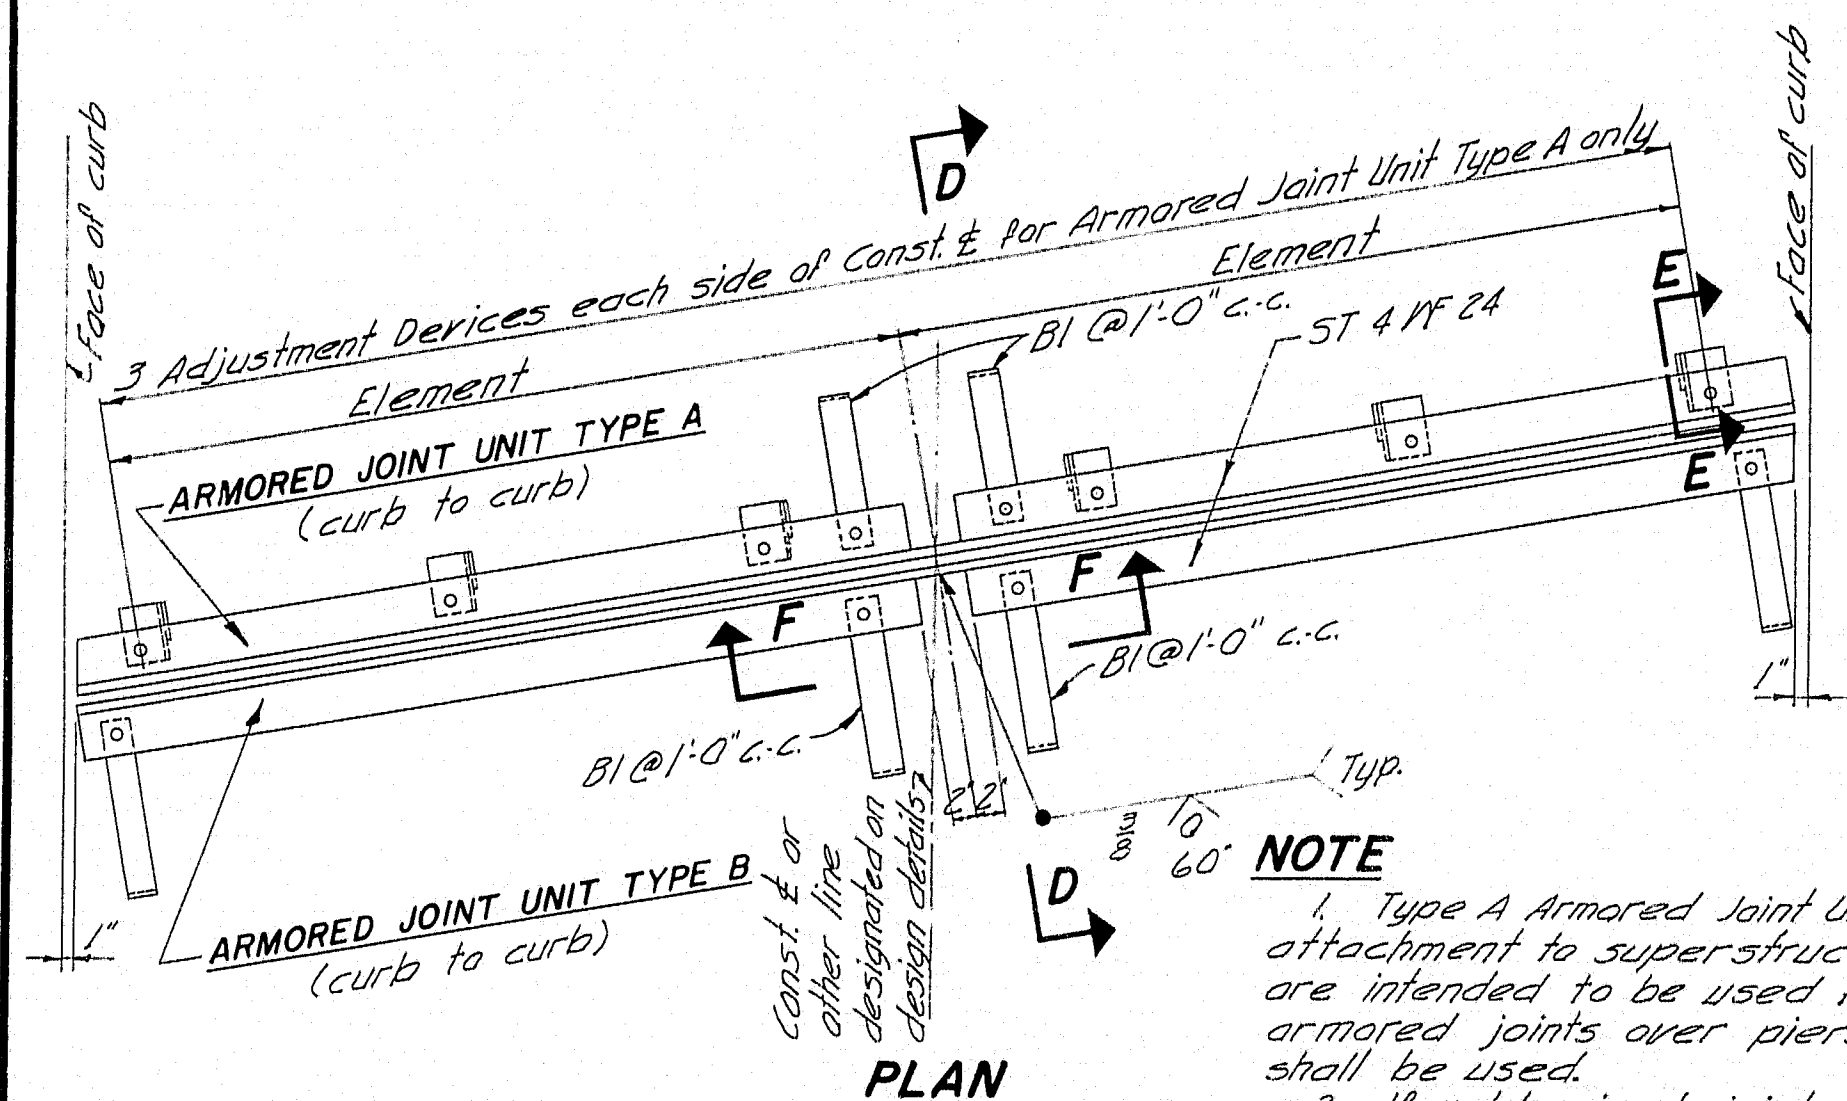 Face of curb
Face of curb
D
3 Adjustment Devices each side of Const. ℄ for Armored Joint Unit Type A only
Element
Element
E
B1 @ 1'-0" c.-c.
ST 4 WF 24
ARMORED JOINT UNIT TYPE A
(curb to curb)
E
F
F
B1 @ 1'-0" c.-c.
B1 @ 1'-0" c.-c.
1"
2" 2"
Typ.
3/8
0
60°
Const. ℄ or
other line
designated on
design details
ARMORED JOINT UNIT TYPE B
(curb to curb)
1"
D
PLAN
NOTE
1. Type A Armored Joint
attachment to
are intended to be used
armored joints over
shall be used.